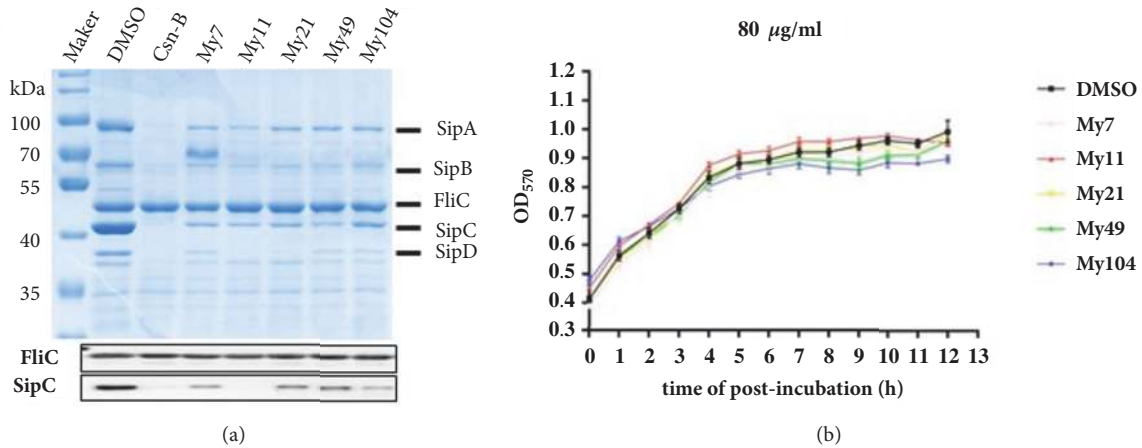 Maker DMSO Csn-B My7 My11 My21 My49 My104
kDa
100
70
55
40
35
SipA
SipB
FliC
SipC
SipD
FliC
SipC
(a)
80 µg/ml
OD570
1.2
1.1
1.0
0.9
0.8
0.7
0.6
0.5
0.4
0.3
0 1 2 3 4 5 6 7 8 9 10 11 12 13
time of post-incubation (h)
DMSO
My7
My11
My21
My49
My104
(b)